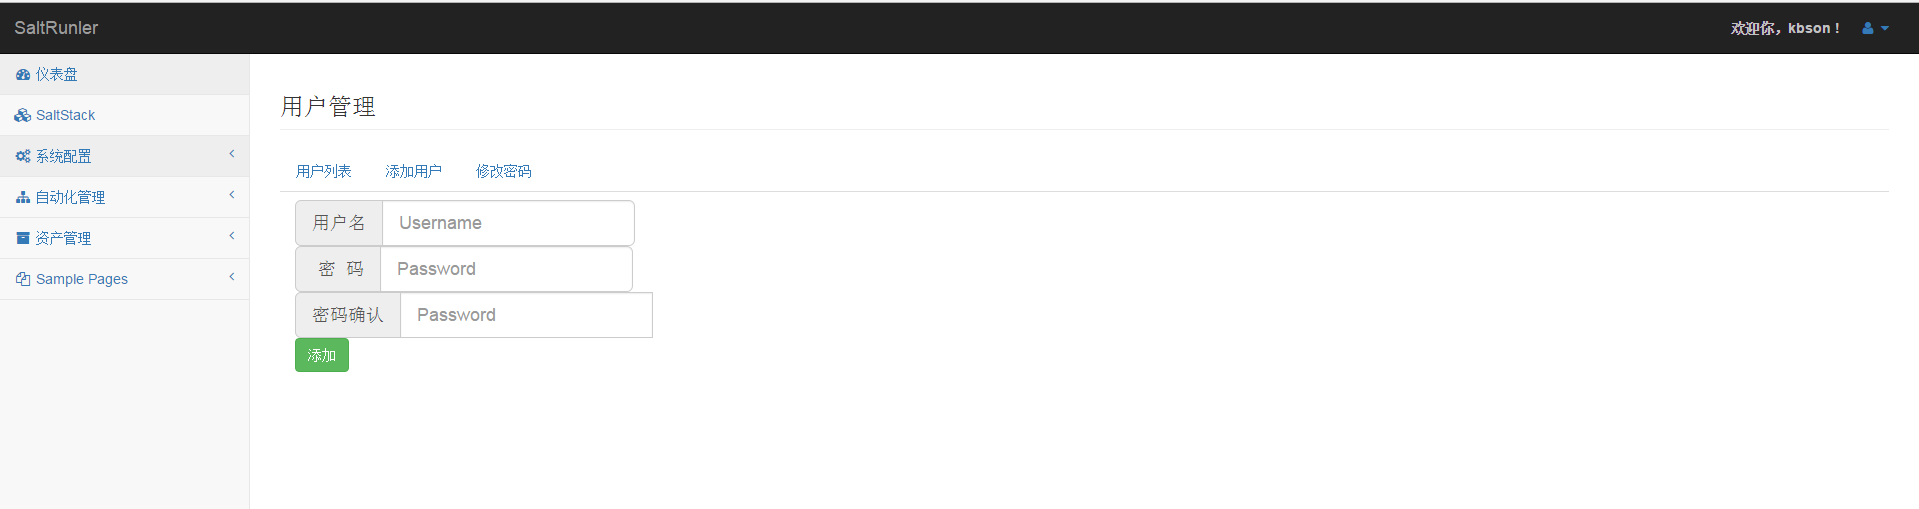 SaltRunler
欢迎你，kbson！
仪表盘
SaltStack
系统配置
自动化管理
资产管理
Sample Pages
用户管理
用户列表 添加用户 修改密码
用户名 Username
密 码 Password
密码确认 Password
添加